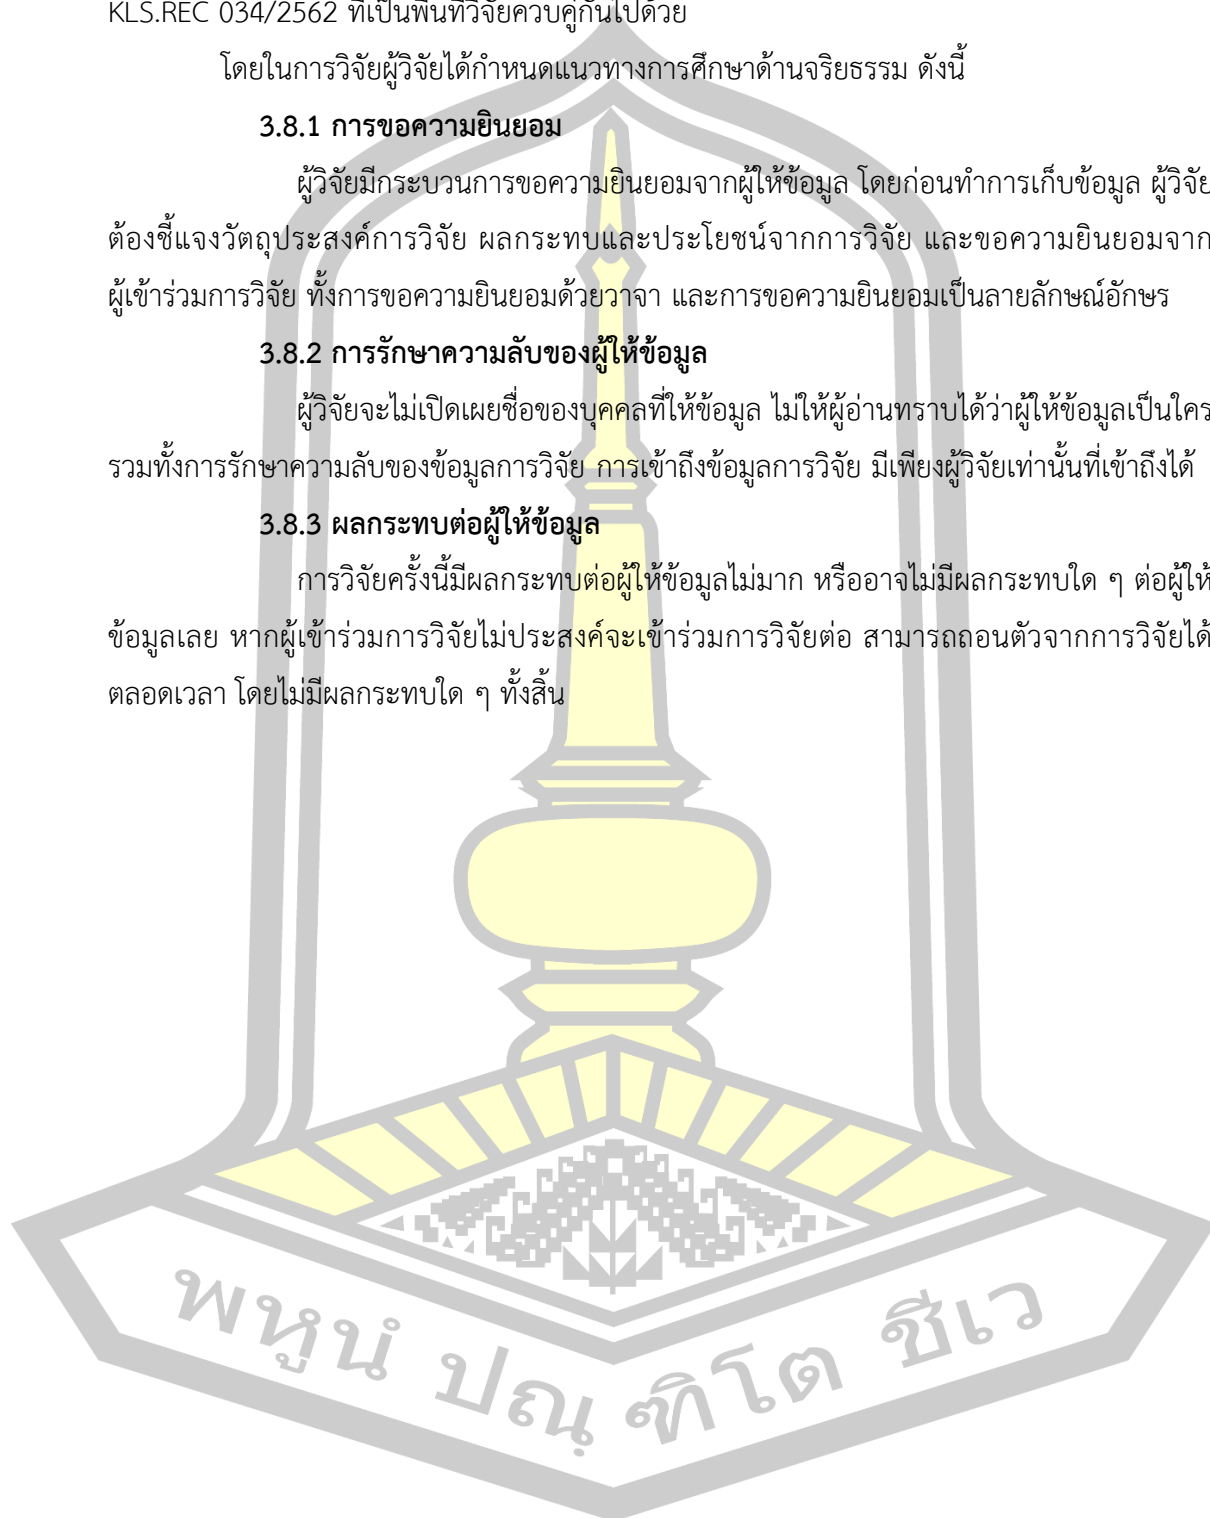 KLS.REC 034/2562 ที่เป็นพื้นที่วิจัยควบคู่กันไปด้วย
โดยในการวิจัยผู้วิจัยได้กำหนดแนวทางการศึกษาด้านจริยธรรม ดังนี้
3.8.1 การขอความยินยอม
ผู้วิจัยมีกระบวนการขอความยินยอมจากผู้ให้ข้อมูล โดยก่อนทำการเก็บข้อมูล ผู้วิจัย
ต้องชี้แจงวัตถุประสงค์การวิจัย ผลกระทบและประโยชน์จากการวิจัย และขอความยินยอมจาก
ผู้เข้าร่วมการวิจัย ทั้งการขอความยินยอมด้วยวาจา และการขอความยินยอมเป็นลายลักษณ์อักษร
3.8.2 การรักษาความลับของผู้ให้ข้อมูล
ผู้วิจัยจะไม่เปิดเผยชื่อของบุคคลที่ให้ข้อมูล ไม่ให้ผู้อ่านทราบได้ว่าผู้ให้ข้อมูลเป็นใคร
รวมทั้งการรักษาความลับของข้อมูลการวิจัย การเข้าถึงข้อมูลการวิจัย มีเพียงผู้วิจัยเท่านั้นที่เข้าถึงได้
3.8.3 ผลกระทบต่อผู้ให้ข้อมูล
การวิจัยครั้งนี้มีผลกระทบต่อผู้ให้ข้อมูลไม่มาก หรืออาจไม่มีผลกระทบใด ๆ ต่อผู้ให้
ข้อมูลเลย หากผู้เข้าร่วมการวิจัยไม่ประสงค์จะเข้าร่วมการวิจัยต่อ สามารถถอนตัวจากการวิจัยได้
ตลอดเวลา โดยไม่มีผลกระทบใด ๆ ทั้งสิ้น
พหูนํ ปณฺฑิโต ชีเว